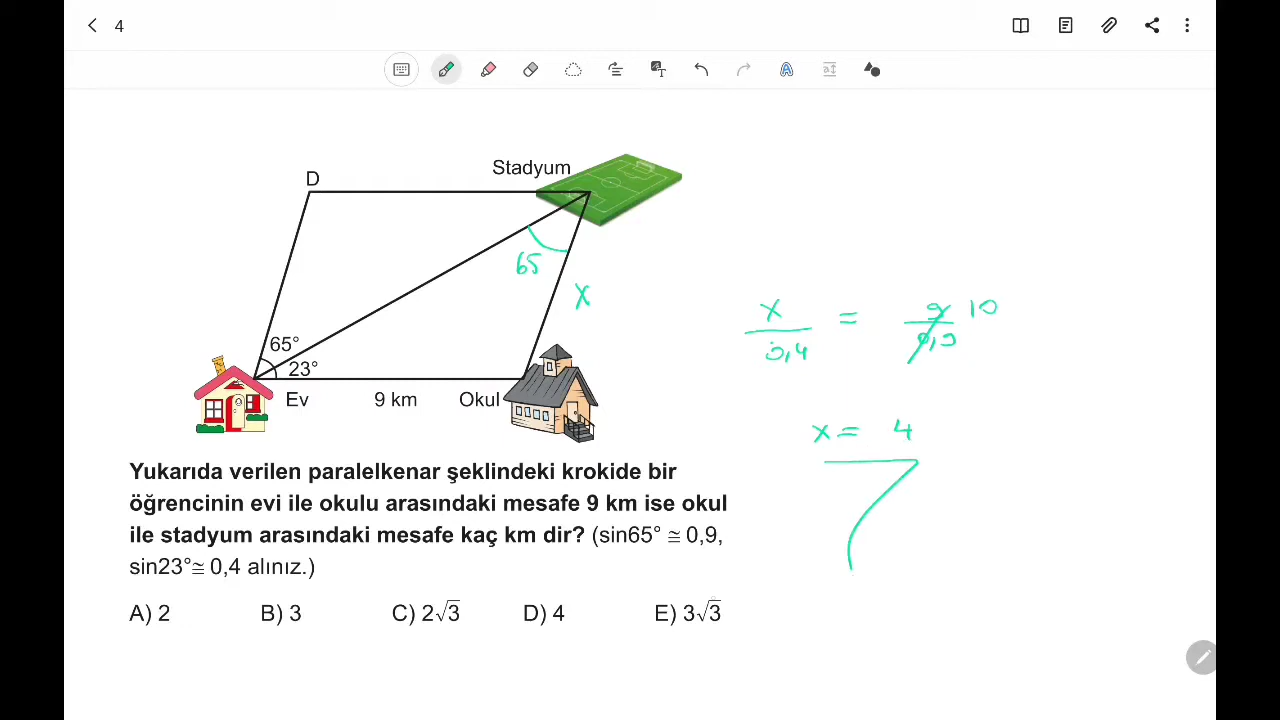 4
D
Stadyum
65
X
65°
23°
Ev
9 km
Okul
x = 9 10
0,4 0,9
x = 4
Yukarıda verilen paralelkenar şeklindeki krokide bir
öğrencinin evi ile okulu arasındaki mesafe 9 km ise okul
ile stadyum arasındaki mesafe kaç km dir? (sin65° ≅ 0,9,
sin23°≅ 0,4 alınız.)
A) 2 B) 3 C) 2√3 D) 4 E) 3√3